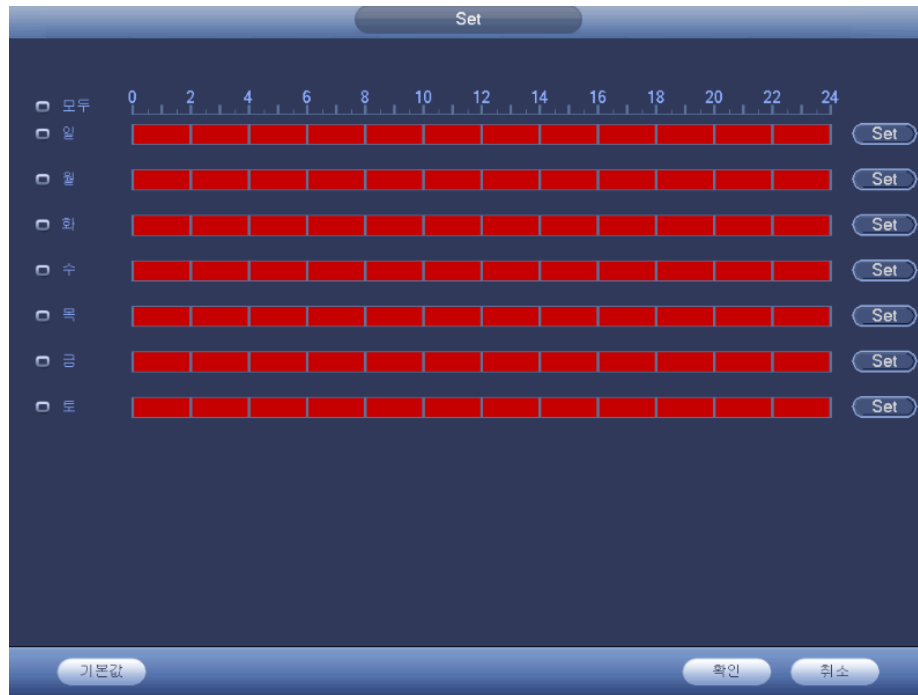 Set
모두 0 2 4 6 8 10 12 14 16 18 20 22 24
일 Set
월 Set
화 Set
수 Set
목 Set
금 Set
토 Set
기본값 확인 취소